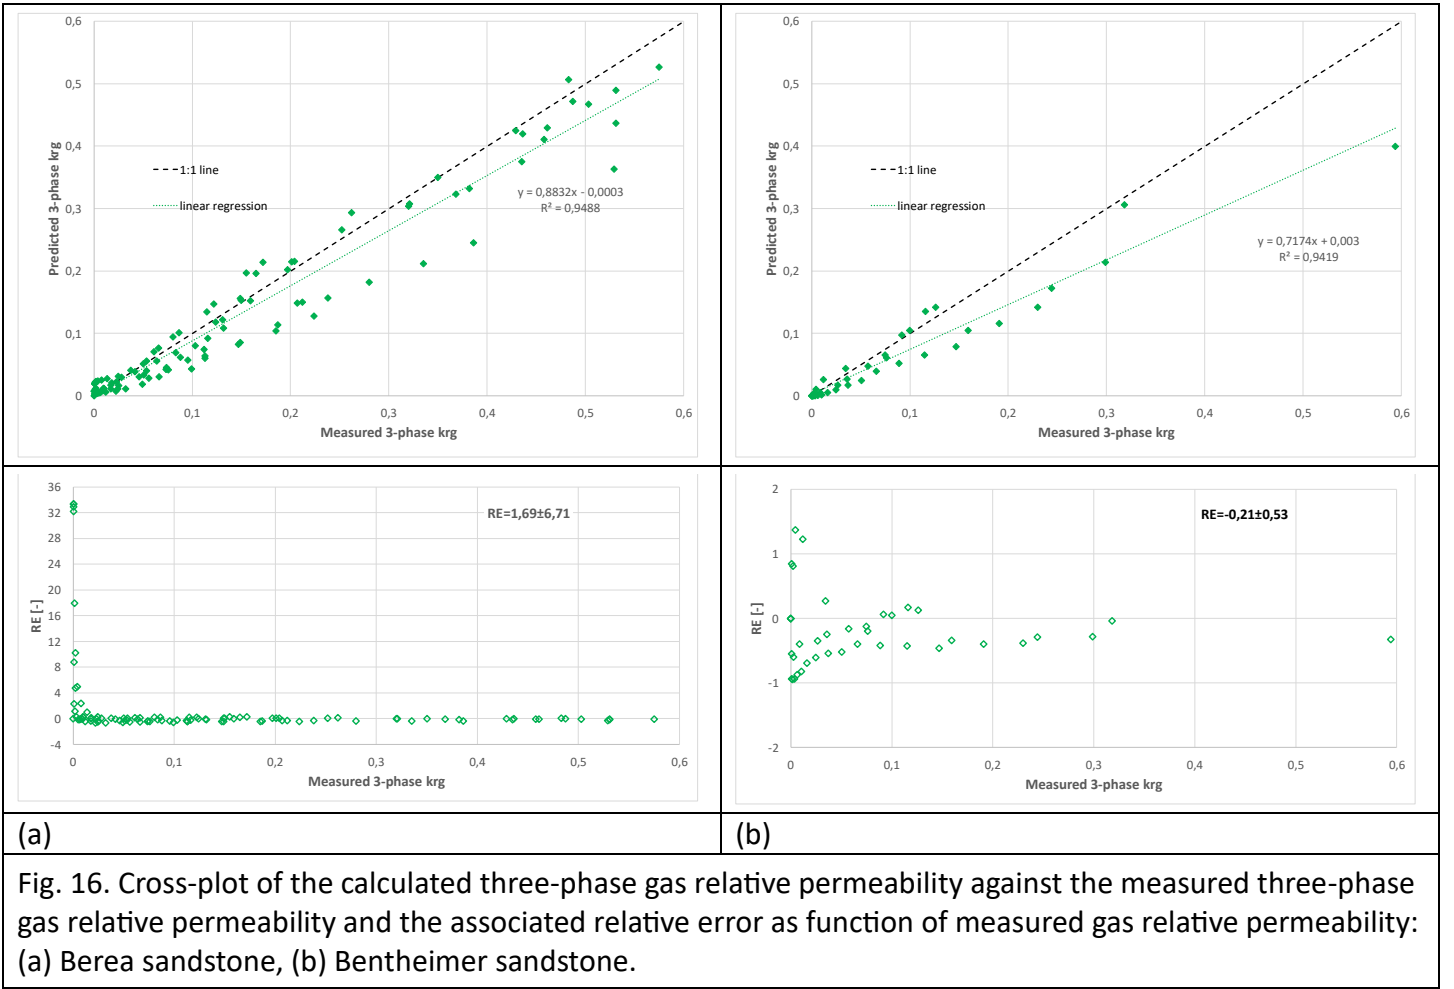 0,6
0,5
0,4
0,3
0,2
0,1
0
Predicted 3-phase krg
1:1 line
linear regression
y = 0,8832x - 0,0003
R² = 0,9488
0 0,1 0,2 0,3 0,4 0,5 0,6
Measured 3-phase krg
0,6
0,5
0,4
0,3
0,2
0,1
0
Predicted 3-phase krg
1:1 line
linear regression
y = 0,7174x + 0,003
R² = 0,9419
0 0,1 0,2 0,3 0,4 0,5 0,6
Measured 3-phase krg
36
32
28
24
20
16
12
8
4
0
-4
RE [-]
RE=1,69±6,71
0 0,1 0,2 0,3 0,4 0,5 0,6
Measured 3-phase krg
2
1
0
-1
-2
RE [-]
RE=-0,21±0,53
0 0,1 0,2 0,3 0,4 0,5 0,6
Measured 3-phase krg
(a)
(b)
Fig. 16. Cross-plot of the calculated three-phase gas relative permeability against the measured three-phase
gas relative permeability and the associated relative error as function of measured gas relative permeability:
(a) Berea sandstone, (b) Bentheimer sandstone.